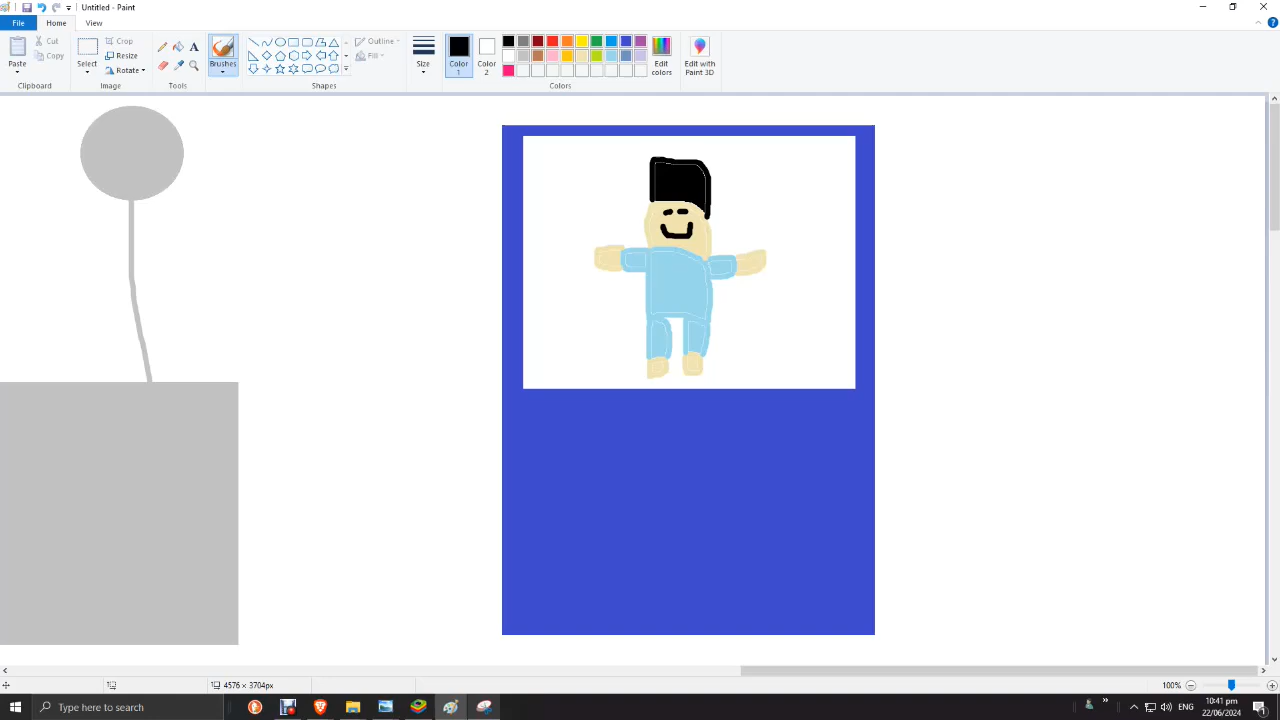 Untitled - Paint
File Home View
Paste
Cut
Copy
Clipboard
Select
Crop
Resize
Rotate
Image
A
Tools
Brushes
Outline
Fill
Shapes
Size
Color 1
Color 2
Edit colors
Colors
Edit with Paint 3D
4576 × 3704px
100%
Type here to search
ENG
10:41 pm
22/06/2024
1